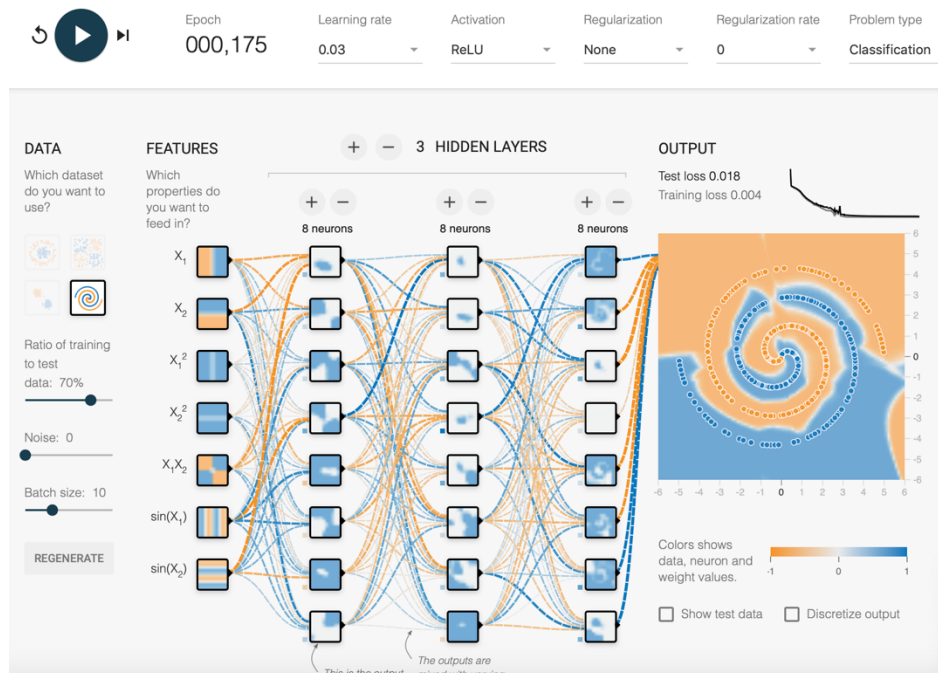 Epoch
000,175
Learning rate
0.03
Activation
ReLU
Regularization
None
Regularization rate
0
Problem type
Classification
DATA
Which dataset
do you want to
use?
Ratio of training
to test
data: 70%
Noise: 0
Batch size: 10
REGENERATE
FEATURES
Which
properties do
you want to
feed in?
X₁
X₂
X₁²
X₂²
X₁X₂
sin(X₁)
sin(X₂)
+ − 3 HIDDEN LAYERS
+ −
8 neurons
+ −
8 neurons
+ −
8 neurons
This is the output
The outputs are
OUTPUT
Test loss 0.018
Training loss 0.004
6
5
4
3
2
1
0
-1
-2
-3
-4
-5
-6
-6 -5 -4 -3 -2 -1 0 1 2 3 4 5 6
Colors shows
data, neuron and
weight values.
-1 0 1
Show test data
Discretize output